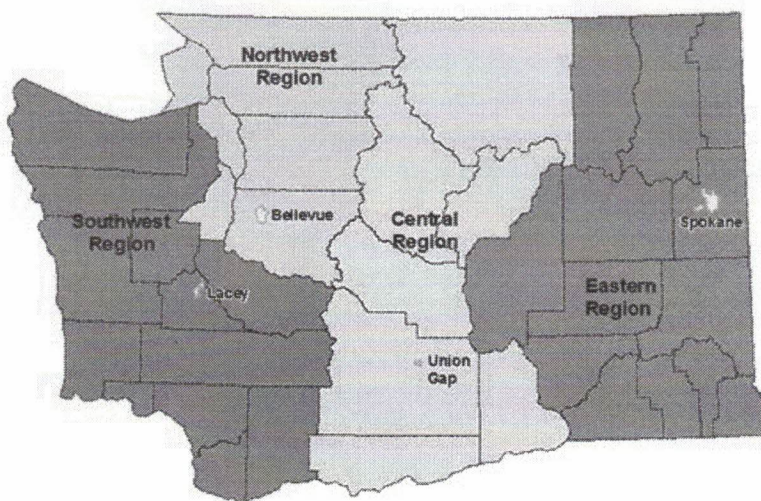 Northwest
Region
Southwest
Region
Bellevue
Central
Region
Spokane
Lacey
Eastern
Region
Union
Gap